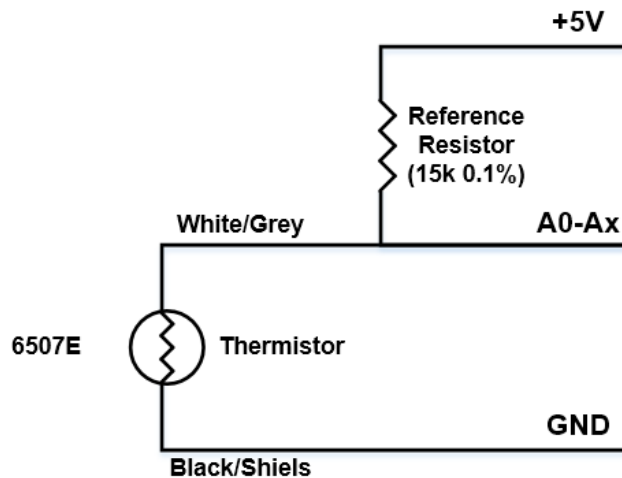 +5V
Reference
Resistor
(15k 0.1%)
White/Grey
A0-Ax
6507E
Thermistor
GND
Black/Shiels